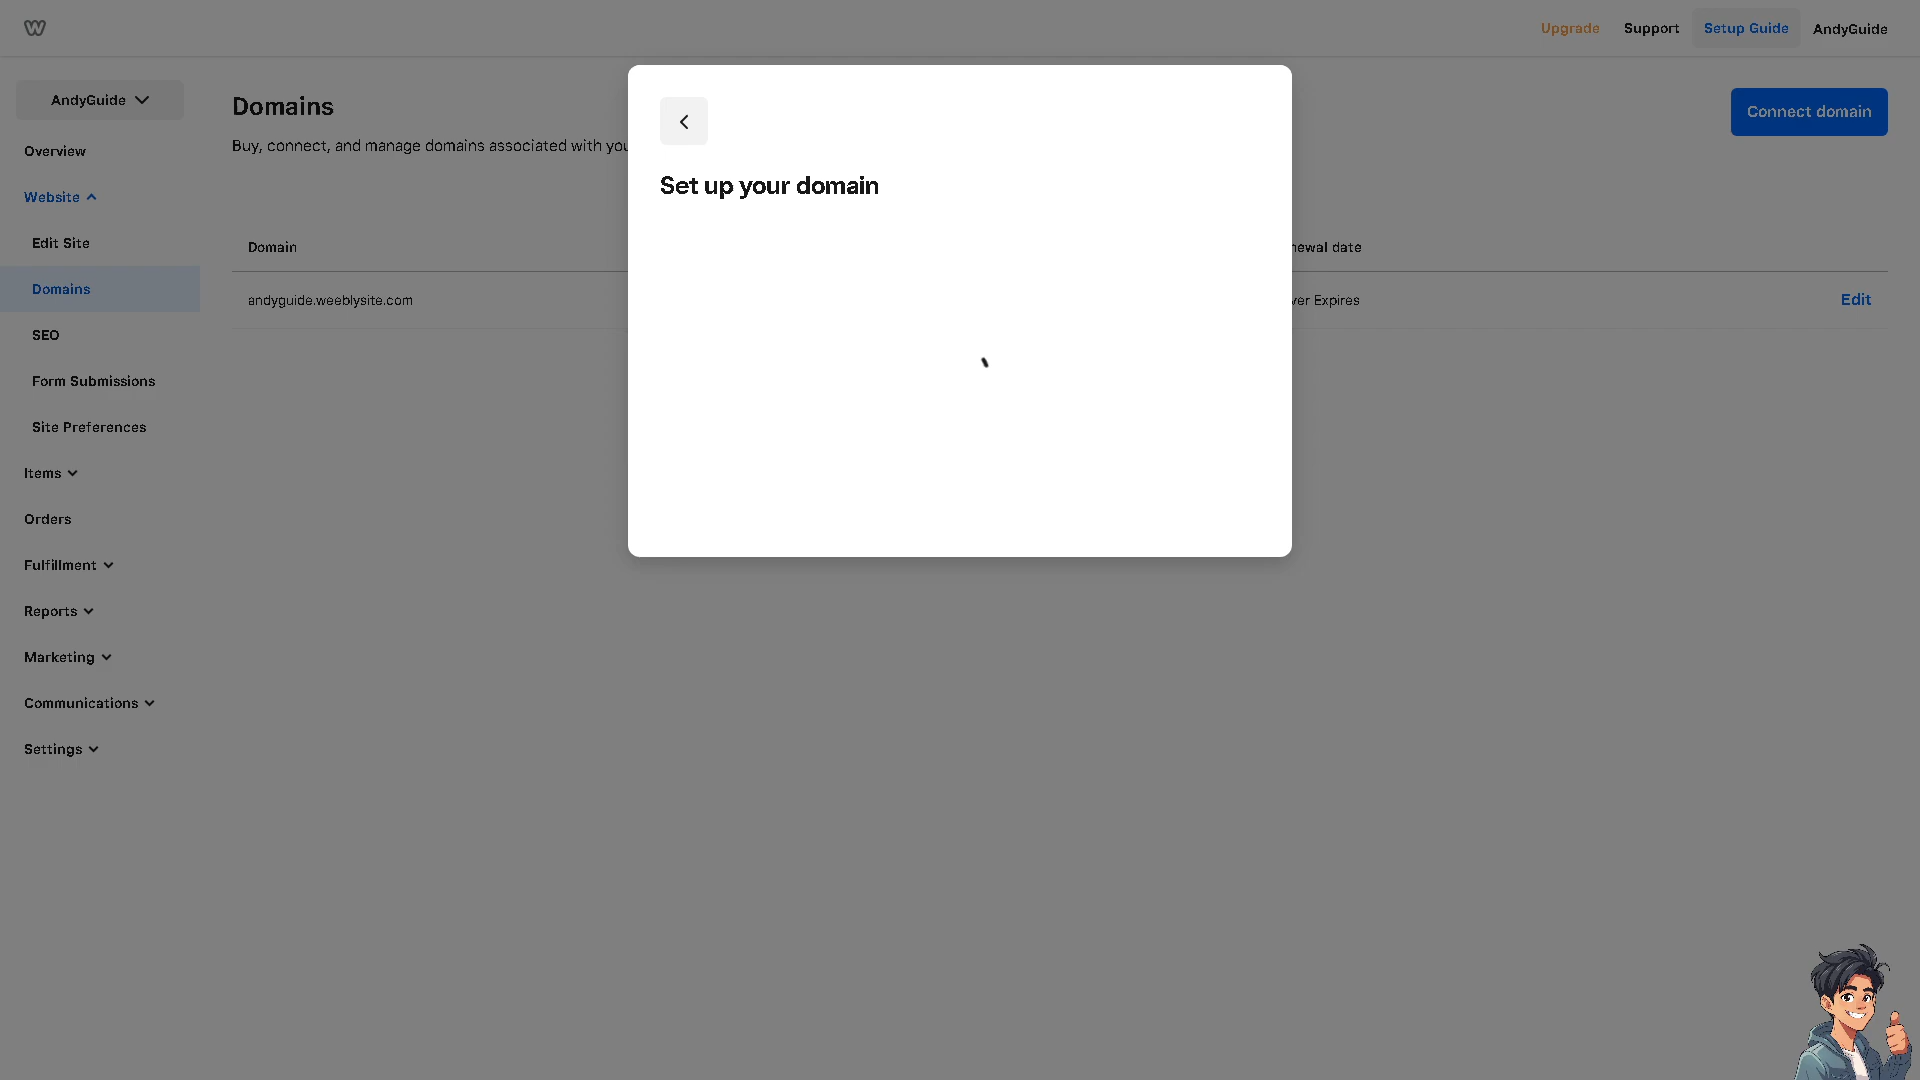 Upgrade
Support
Setup Guide
AndyGuide
AndyGuide
Overview
Website
Edit Site
Domains
SEO
Form Submissions
Site Preferences
Items
Orders
Fulfillment
Reports
Marketing
Communications
Settings
Domains
Buy, connect, and manage domains associated with you
Connect domain
Domain
newal date
andyguide.weeblysite.com
ver Expires
Edit
Set up your domain